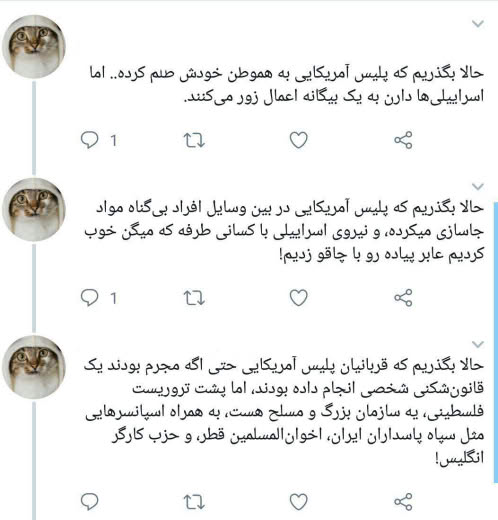 حالا بگذریم که پلیس آمریکایی به هموطن خودش ظلم کرده.. اما
اسراییلی‌ها دارن به یک بیگانه اعمال زور می‌کنند.
1
حالا بگذریم که پلیس آمریکایی در بین وسایل افراد بی‌گناه مواد
جاسازی میکرده، و نیروی اسراییلی با کسانی طرفه که میگن خوب
کردیم عابر پیاده رو با چاقو زدیم!
1
حالا بگذریم که قربانیان پلیس آمریکایی حتی اگه مجرم بودند یک
قانون‌شکنی شخصی انجام داده بودند، اما پشت تروریست
فلسطینی، یه سازمان بزرگ و مسلح هست، به همراه اسپانسرهایی
مثل سپاه پاسداران ایران، اخوان‌المسلمین قطر، و حزب کارگر
انگلیس!